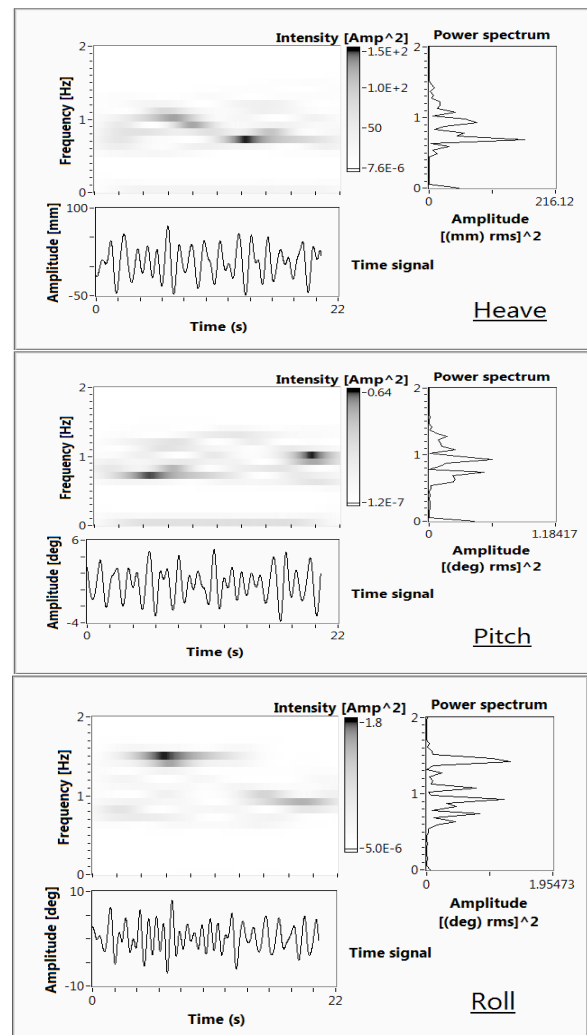 Intensity [Amp^2]
Power spectrum
2
1
0
Frequency [Hz]
1.5E+2
1.0E+2
50
7.6E-6
2
1
0
0
216.12
Amplitude
[(mm) rms]^2
100
-50
Amplitude [mm]
Time signal
0
22
Time (s)
Heave
Intensity [Amp^2]
Power spectrum
2
1
0
Frequency [Hz]
0.64
1.2E-7
2
1
0
0
1.18417
Amplitude
[(deg) rms]^2
6
-4
Amplitude [deg]
Time signal
0
22
Time (s)
Pitch
Intensity [Amp^2]
Power spectrum
2
1
0
Frequency [Hz]
1.8
5.0E-6
2
1
0
0
1.95473
Amplitude
[(deg) rms]^2
10
-10
Amplitude [deg]
Time signal
0
22
Time (s)
Roll